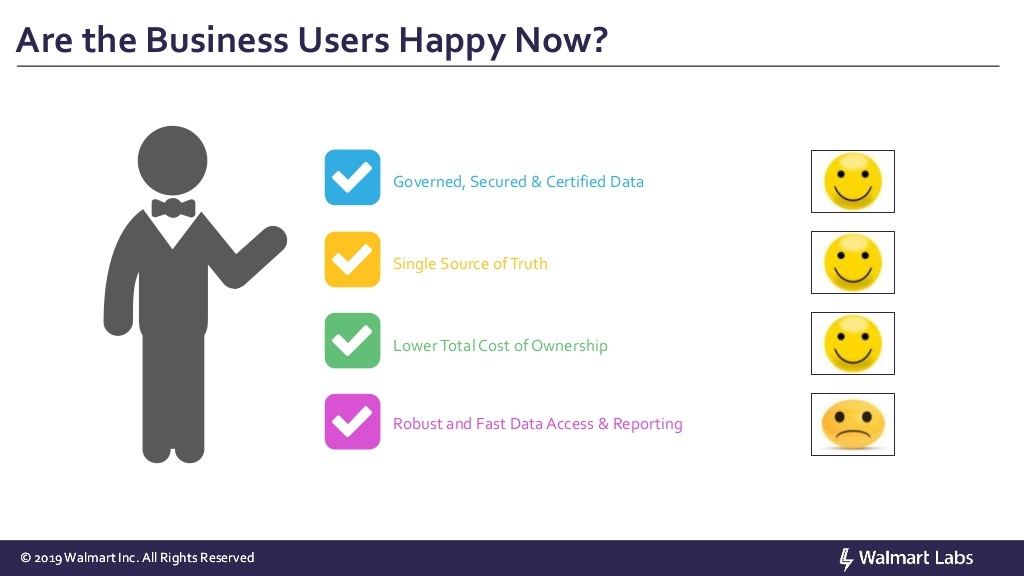 Are the Business Users Happy Now?
Governed, Secured & Certified Data
Single Source of Truth
Lower Total Cost of Ownership
Robust and Fast Data Access & Reporting
© 2019 Walmart Inc. All Rights Reserved
Walmart Labs